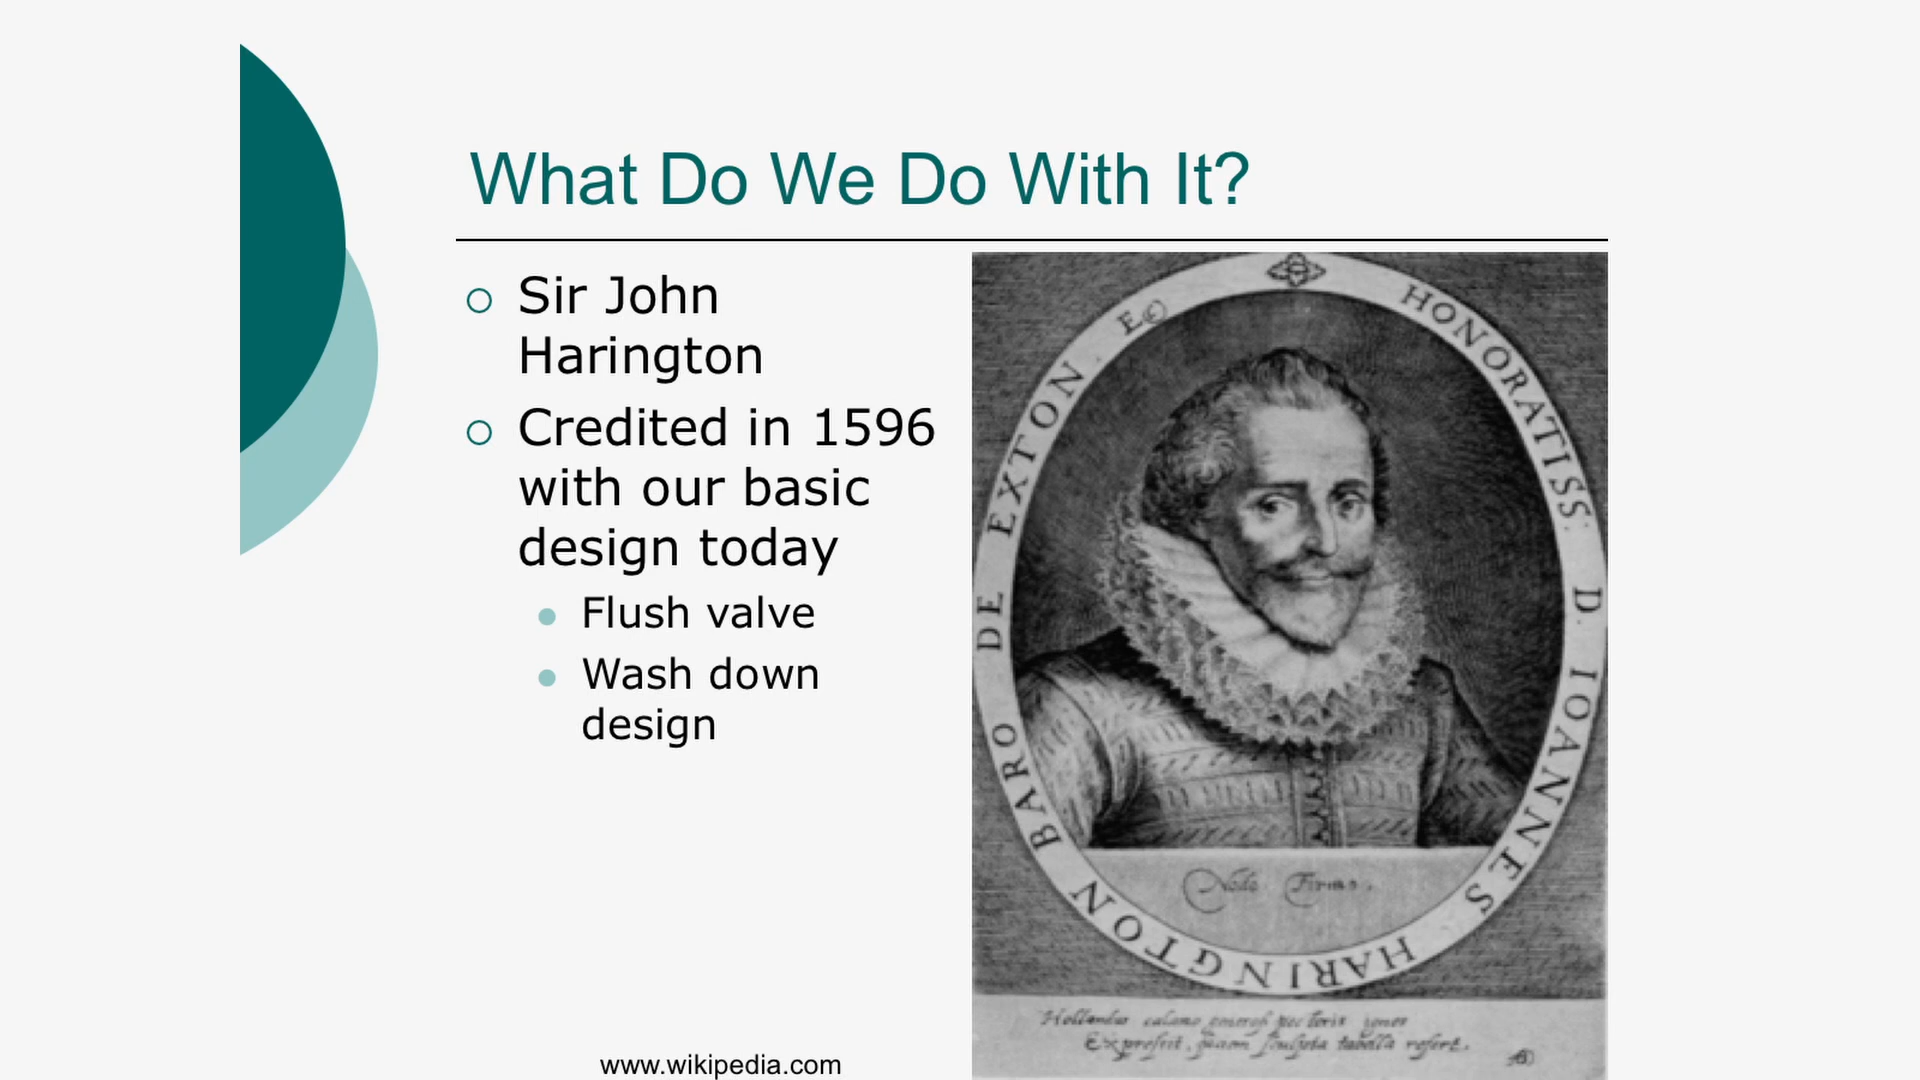 What Do We Do With It?
Sir John
Harington
Credited in 1596
with our basic
design today
Flush valve
Wash down
design
HONORATISS: D. IOANNES HARINGTON BARO DE EXTON. E
www.wikipedia.com